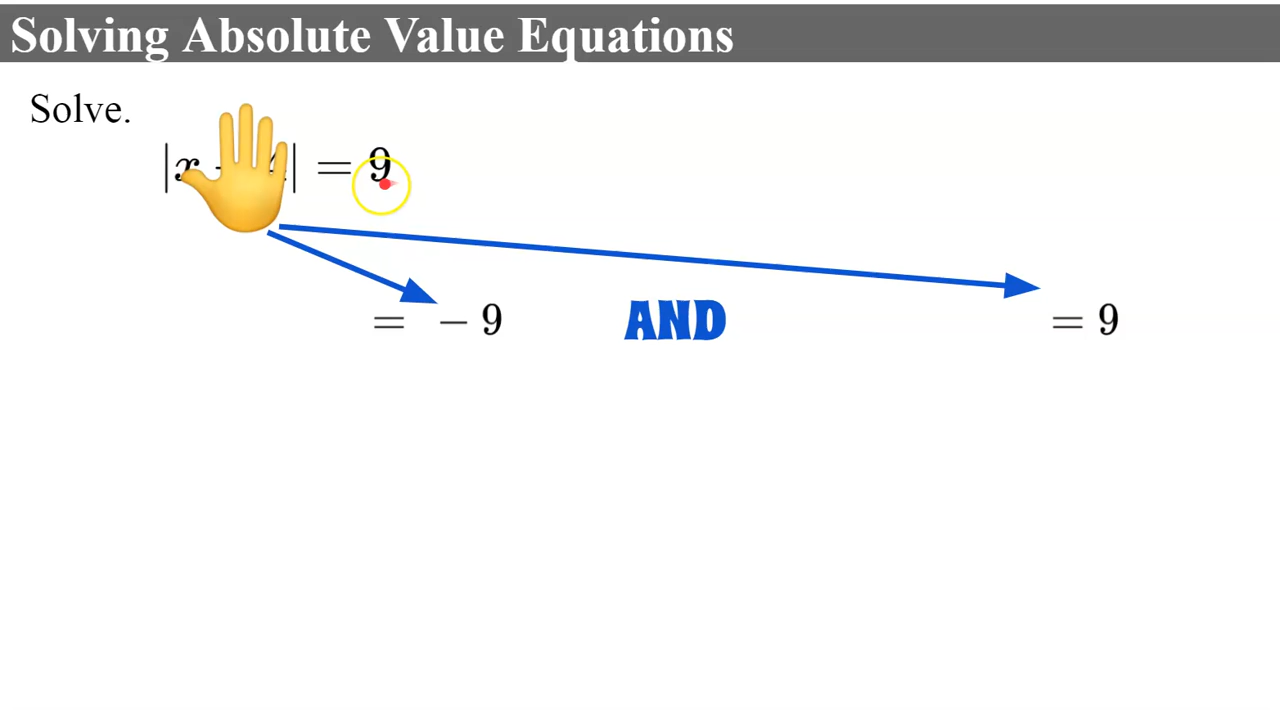 Solving Absolute Value Equations
Solve.
|x | = 9
= − 9 AND = 9